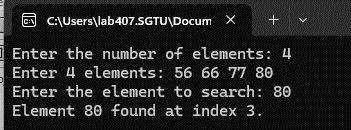 C:\Users\lab407.SGTU\Docum
Enter the number of elements: 4
Enter 4 elements: 56 66 77 80
Enter the element to search: 80
Element 80 found at index 3.